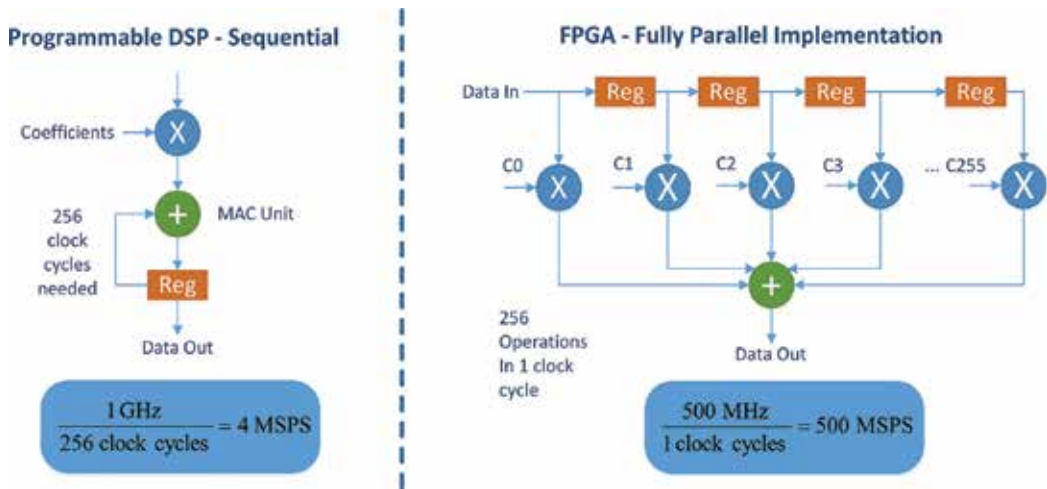 Programmable DSP - Sequential
Coefficients
X
+
MAC Unit
256
clock
cycles
needed
Reg
Data Out
1 GHz
256 clock cycles
= 4 MSPS
FPGA - Fully Parallel Implementation
Data In
Reg
Reg
Reg
Reg
C0
C1
C2
C3
... C255
X
X
X
X
X
+
256
Operations
In 1 clock
cycle
Data Out
500 MHz
1 clock cycles
= 500 MSPS